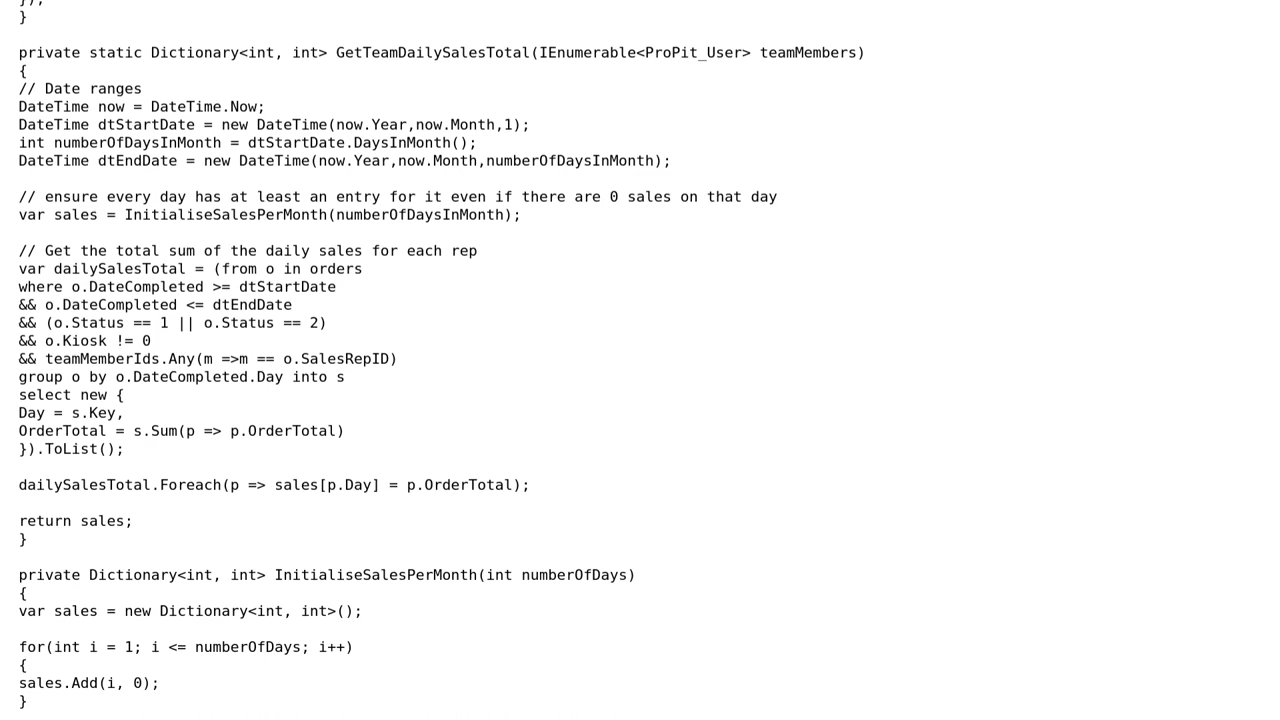 });
}
private static Dictionary<int, int> GetTeamDailySalesTotal(IEnumerable<ProPit_User> teamMembers)
{
// Date ranges
DateTime now = DateTime.Now;
DateTime dtStartDate = new DateTime(now.Year,now.Month,1);
int numberOfDaysInMonth = dtStartDate.DaysInMonth();
DateTime dtEndDate = new DateTime(now.Year,now.Month,numberOfDaysInMonth);
// ensure every day has at least an entry for it even if there are 0 sales on that day
var sales = InitialiseSalesPerMonth(numberOfDaysInMonth);
// Get the total sum of the daily sales for each rep
var dailySalesTotal = (from o in orders
where o.DateCompleted >= dtStartDate
&& o.DateCompleted <= dtEndDate
&& (o.Status == 1 || o.Status == 2)
&& o.Kiosk != 0
&& teamMemberIds.Any(m =>m == o.SalesRepID)
group o by o.DateCompleted.Day into s
select new {
Day = s.Key,
OrderTotal = s.Sum(p => p.OrderTotal)
}).ToList();
dailySalesTotal.Foreach(p => sales[p.Day] = p.OrderTotal);
return sales;
}
private Dictionary<int, int> InitialiseSalesPerMonth(int numberOfDays)
{
var sales = new Dictionary<int, int>();
for(int i = 1; i <= numberOfDays; i++)
{
sales.Add(i, 0);
}